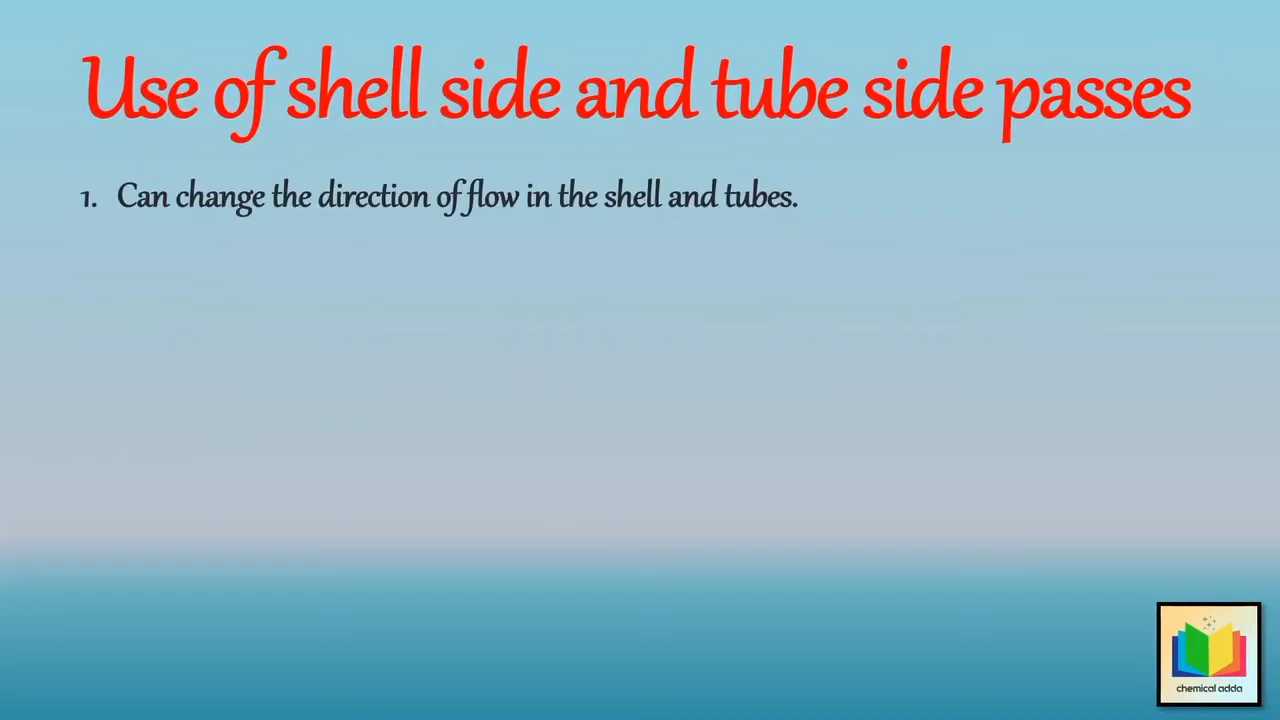 Use of shell side and tube side passes
1. Can change the direction of flow in the shell and tubes.
chemical adda